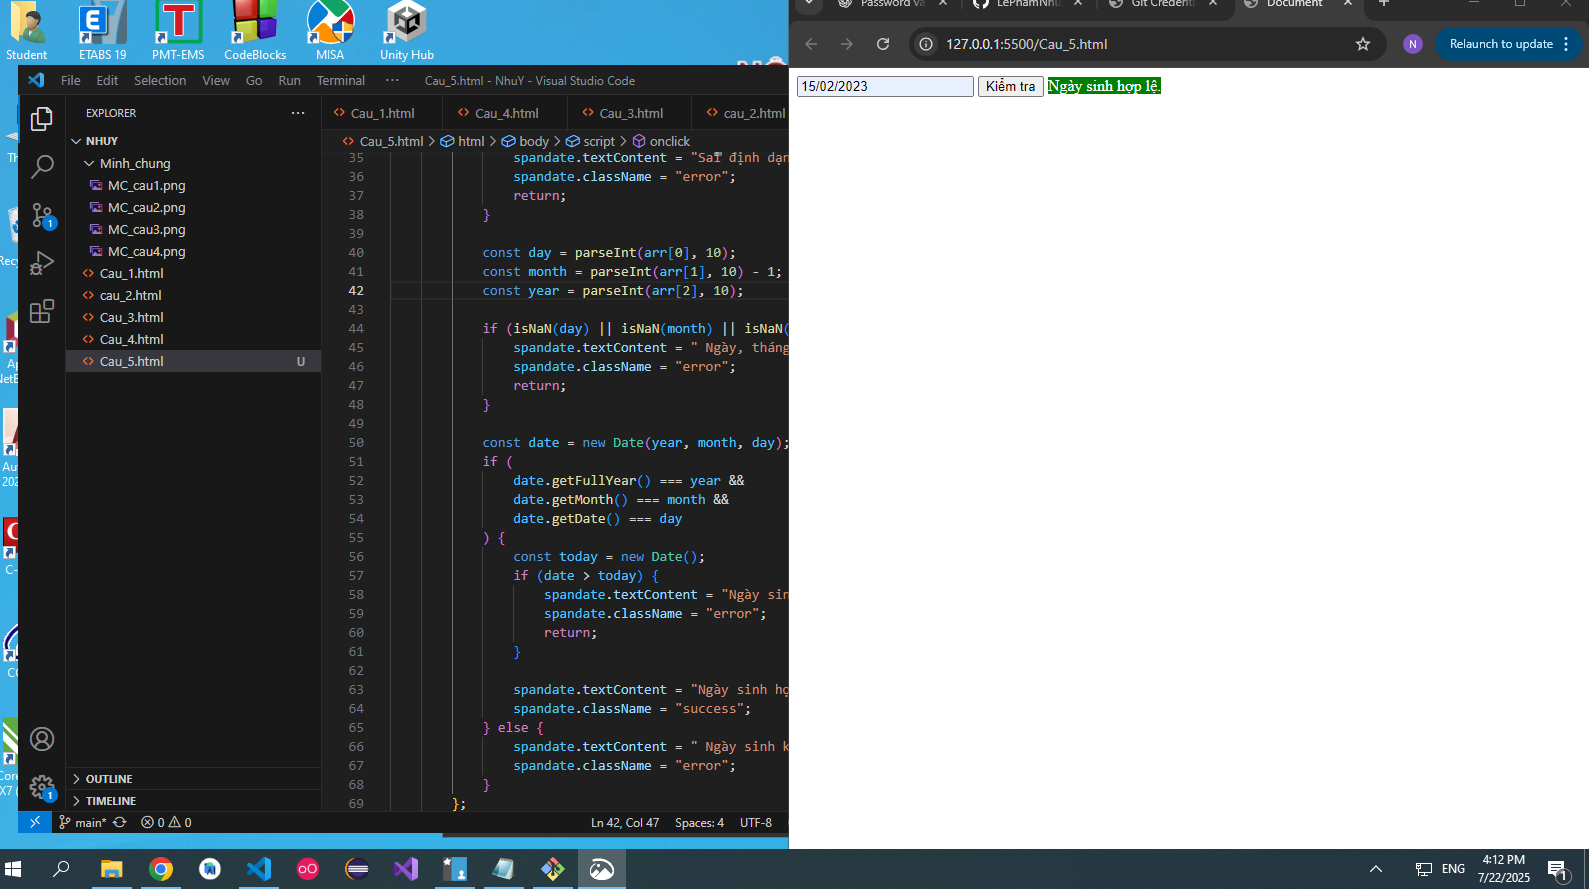 Student
ETABS 19
PMT-EMS
CodeBlocks
MISA
Unity Hub
File Edit Selection View Go Run Terminal ··· Cau_5.html - NhuY - Visual Studio Code
EXPLORER ···
NHUY
Minh_chung
MC_cau1.png
MC_cau2.png
MC_cau3.png
MC_cau4.png
Cau_1.html
cau_2.html
Cau_3.html
Cau_4.html
Cau_5.html U
OUTLINE
TIMELINE
Cau_1.html Cau_4.html Cau_3.html cau_2.html
Cau_5.html > html > body > script > onclick
35 spandate.textContent = "Sai định dạn
36 spandate.className = "error";
37 return;
38 }
39
40 const day = parseInt(arr[0], 10);
41 const month = parseInt(arr[1], 10) - 1;
42 const year = parseInt(arr[2], 10);
43
44 if (isNaN(day) || isNaN(month) || isNaN(
45 spandate.textContent = " Ngày, tháng
46 spandate.className = "error";
47 return;
48 }
49
50 const date = new Date(year, month, day);
51 if (
52 date.getFullYear() === year &&
53 date.getMonth() === month &&
54 date.getDate() === day
55 ) {
56 const today = new Date();
57 if (date > today) {
58 spandate.textContent = "Ngày sin
59 spandate.className = "error";
60 return;
61 }
62
63 spandate.textContent = "Ngày sinh hợ
64 spandate.className = "success";
65 } else {
66 spandate.textContent = " Ngày sinh k
67 spandate.className = "error";
68 }
69 };
main* 0 0 Ln 42, Col 47 Spaces: 4 UTF-8
Password va LePhamNhu Git Credenti Document
127.0.0.1:5500/Cau_5.html N Relaunch to update
15/02/2023 Kiểm tra Ngày sinh hợp lệ.
ENG
4:12 PM
7/22/2025
1